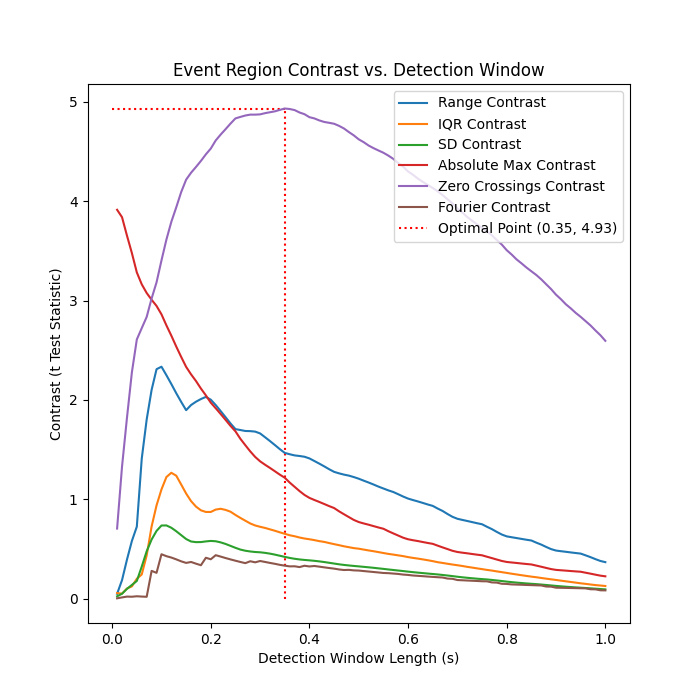 Event Region Contrast vs. Detection Window
Contrast (t Test Statistic)
5
4
3
2
1
0
Range Contrast
IQR Contrast
SD Contrast
Absolute Max Contrast
Zero Crossings Contrast
Fourier Contrast
Optimal Point (0.35, 4.93)
0.0 0.2 0.4 0.6 0.8 1.0
Detection Window Length (s)